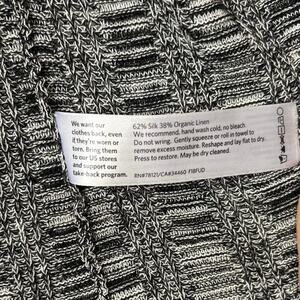 We want our
clothes back, even
if they're worn or
torn. Bring them
to our US stores
and support our
take-back program.
62% Silk 38% Organic Linen
We recommend, hand wash cold, no bleach.
Do not wring. Gently squeeze or roll in towel to
remove excess moisture. Reshape and lay flat to dry.
Press to restore. May be dry cleaned.
RN#78121/CA#34460 F18FUD